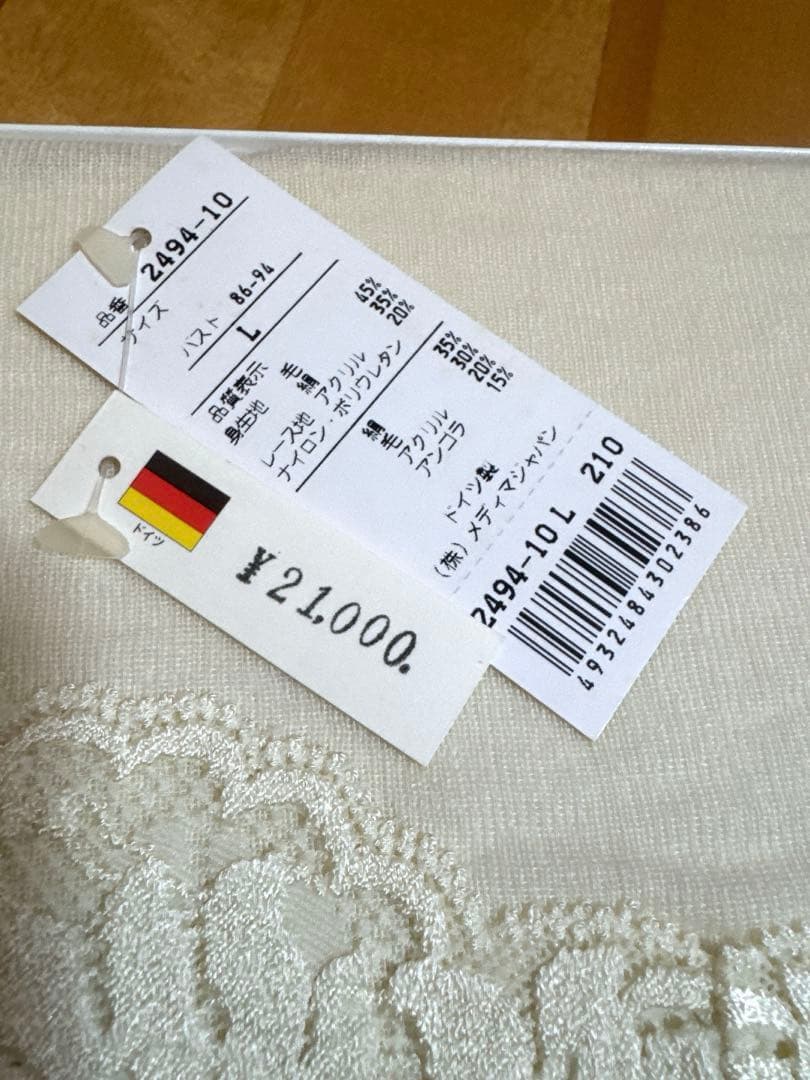 品番 2494-10
サイズ
バスト 86-94
L
品質表示
身生地 毛 45%
絹 35%
アクリル 20%
レース地
ナイロン・ポリウレタン
絹 35%
毛 30%
アクリル 20%
アンゴラ 15%
ドイツ製
(株) メディマジャパン
2494-10 L 210
4932484302386
ドイツ
¥21,000.